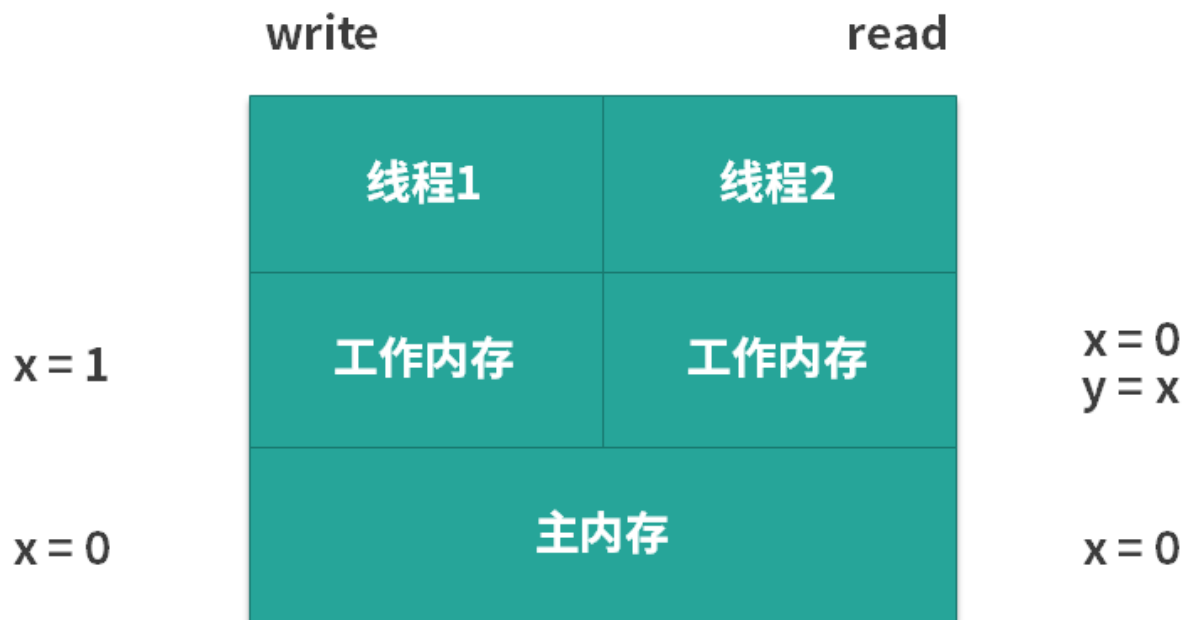 write
read
线程1
线程2
工作内存
工作内存
x = 1
x = 0
y = x
主内存
x = 0
x = 0